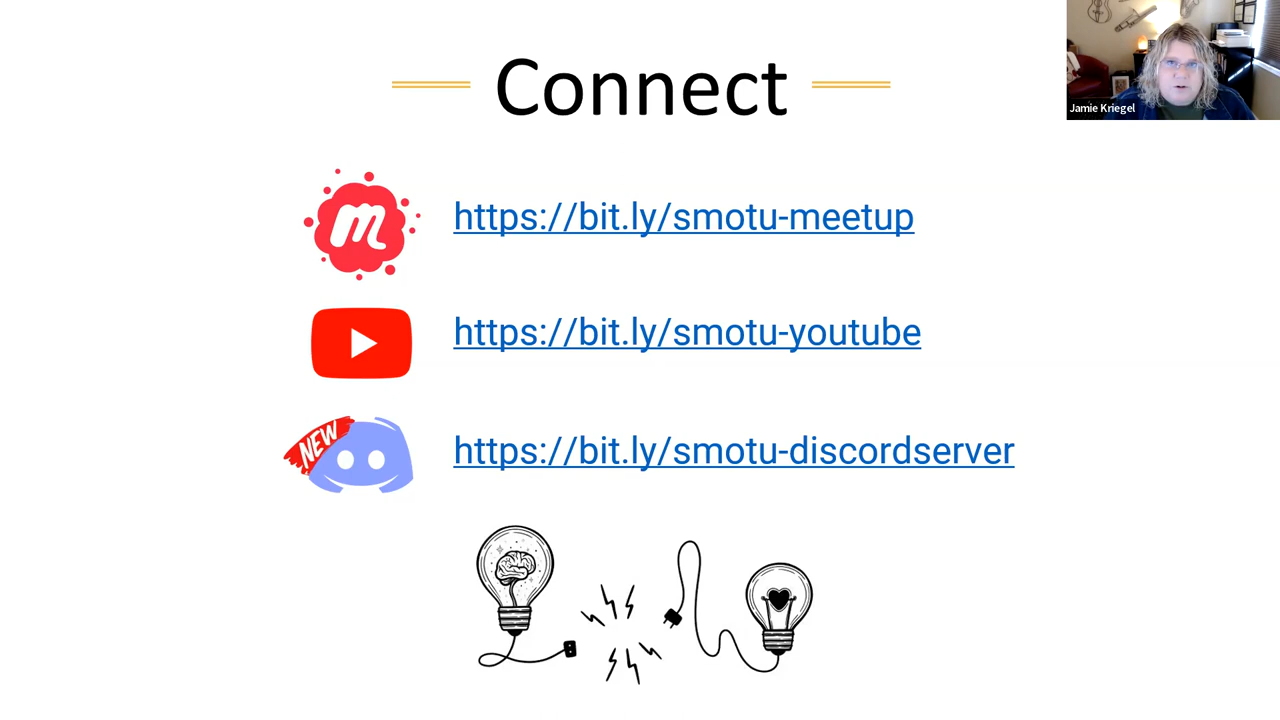 Connect
Jamie Kriegel
m
https://bit.ly/smotu-meetup
https://bit.ly/smotu-youtube
NEW
https://bit.ly/smotu-discordserver